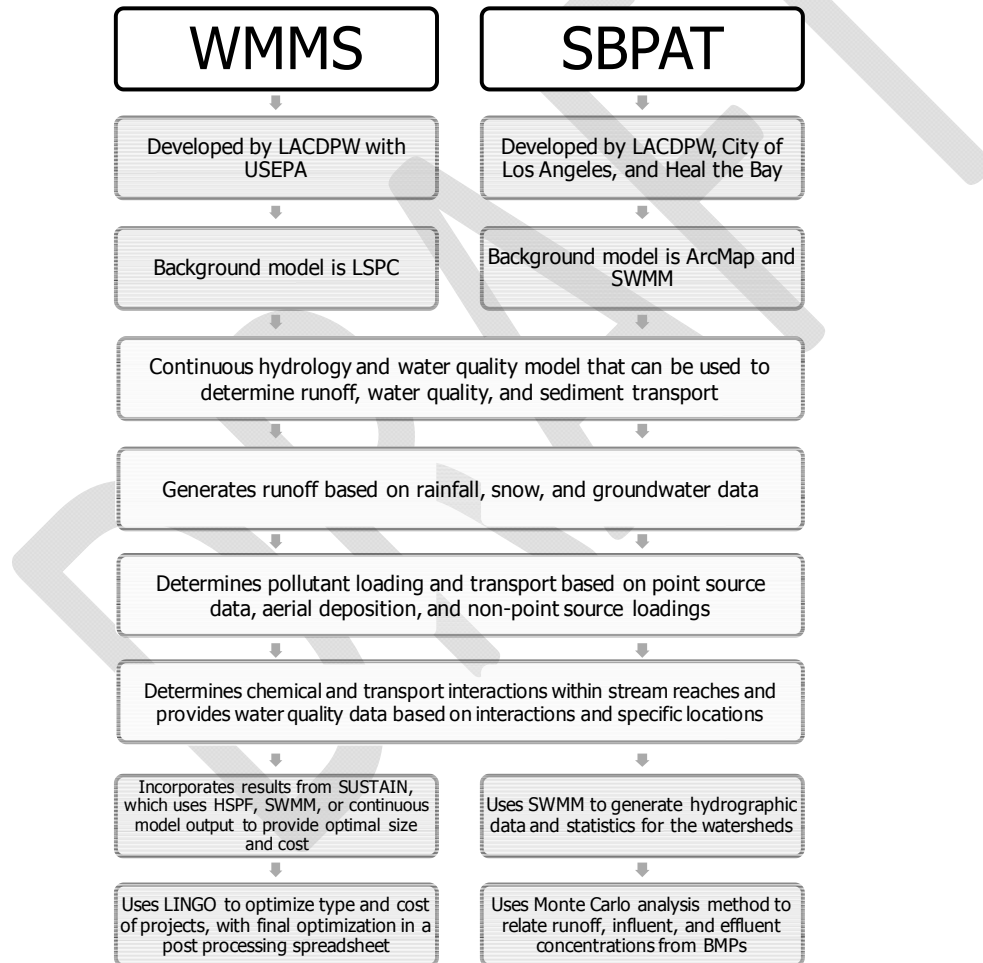 WMMS
SBPAT
Developed by LACDPW with
USEPA
Developed by LACDPW, City of
Los Angeles, and Heal the Bay
Background model is LSPC
Background model is ArcMap and
SWMM
Continuous hydrology and water quality model that can be used to
determine runoff, water quality, and sediment transport
Generates runoff based on rainfall, snow, and groundwater data
Determines pollutant loading and transport based on point source
data, aerial deposition, and non-point source loadings
Determines chemical and transport interactions within stream reaches and
provides water quality data based on interactions and specific locations
Incorporates results from SUSTAIN,
which uses HSPF, SWMM, or continuous
model output to provide optimal size
and cost
Uses SWMM to generate hydrographic
data and statistics for the watersheds
Uses LINGO to optimize type and cost
of projects, with final optimization in a
post processing spreadsheet
Uses Monte Carlo analysis method to
relate runoff, influent, and effluent
concentrations from BMPs
DRAFT